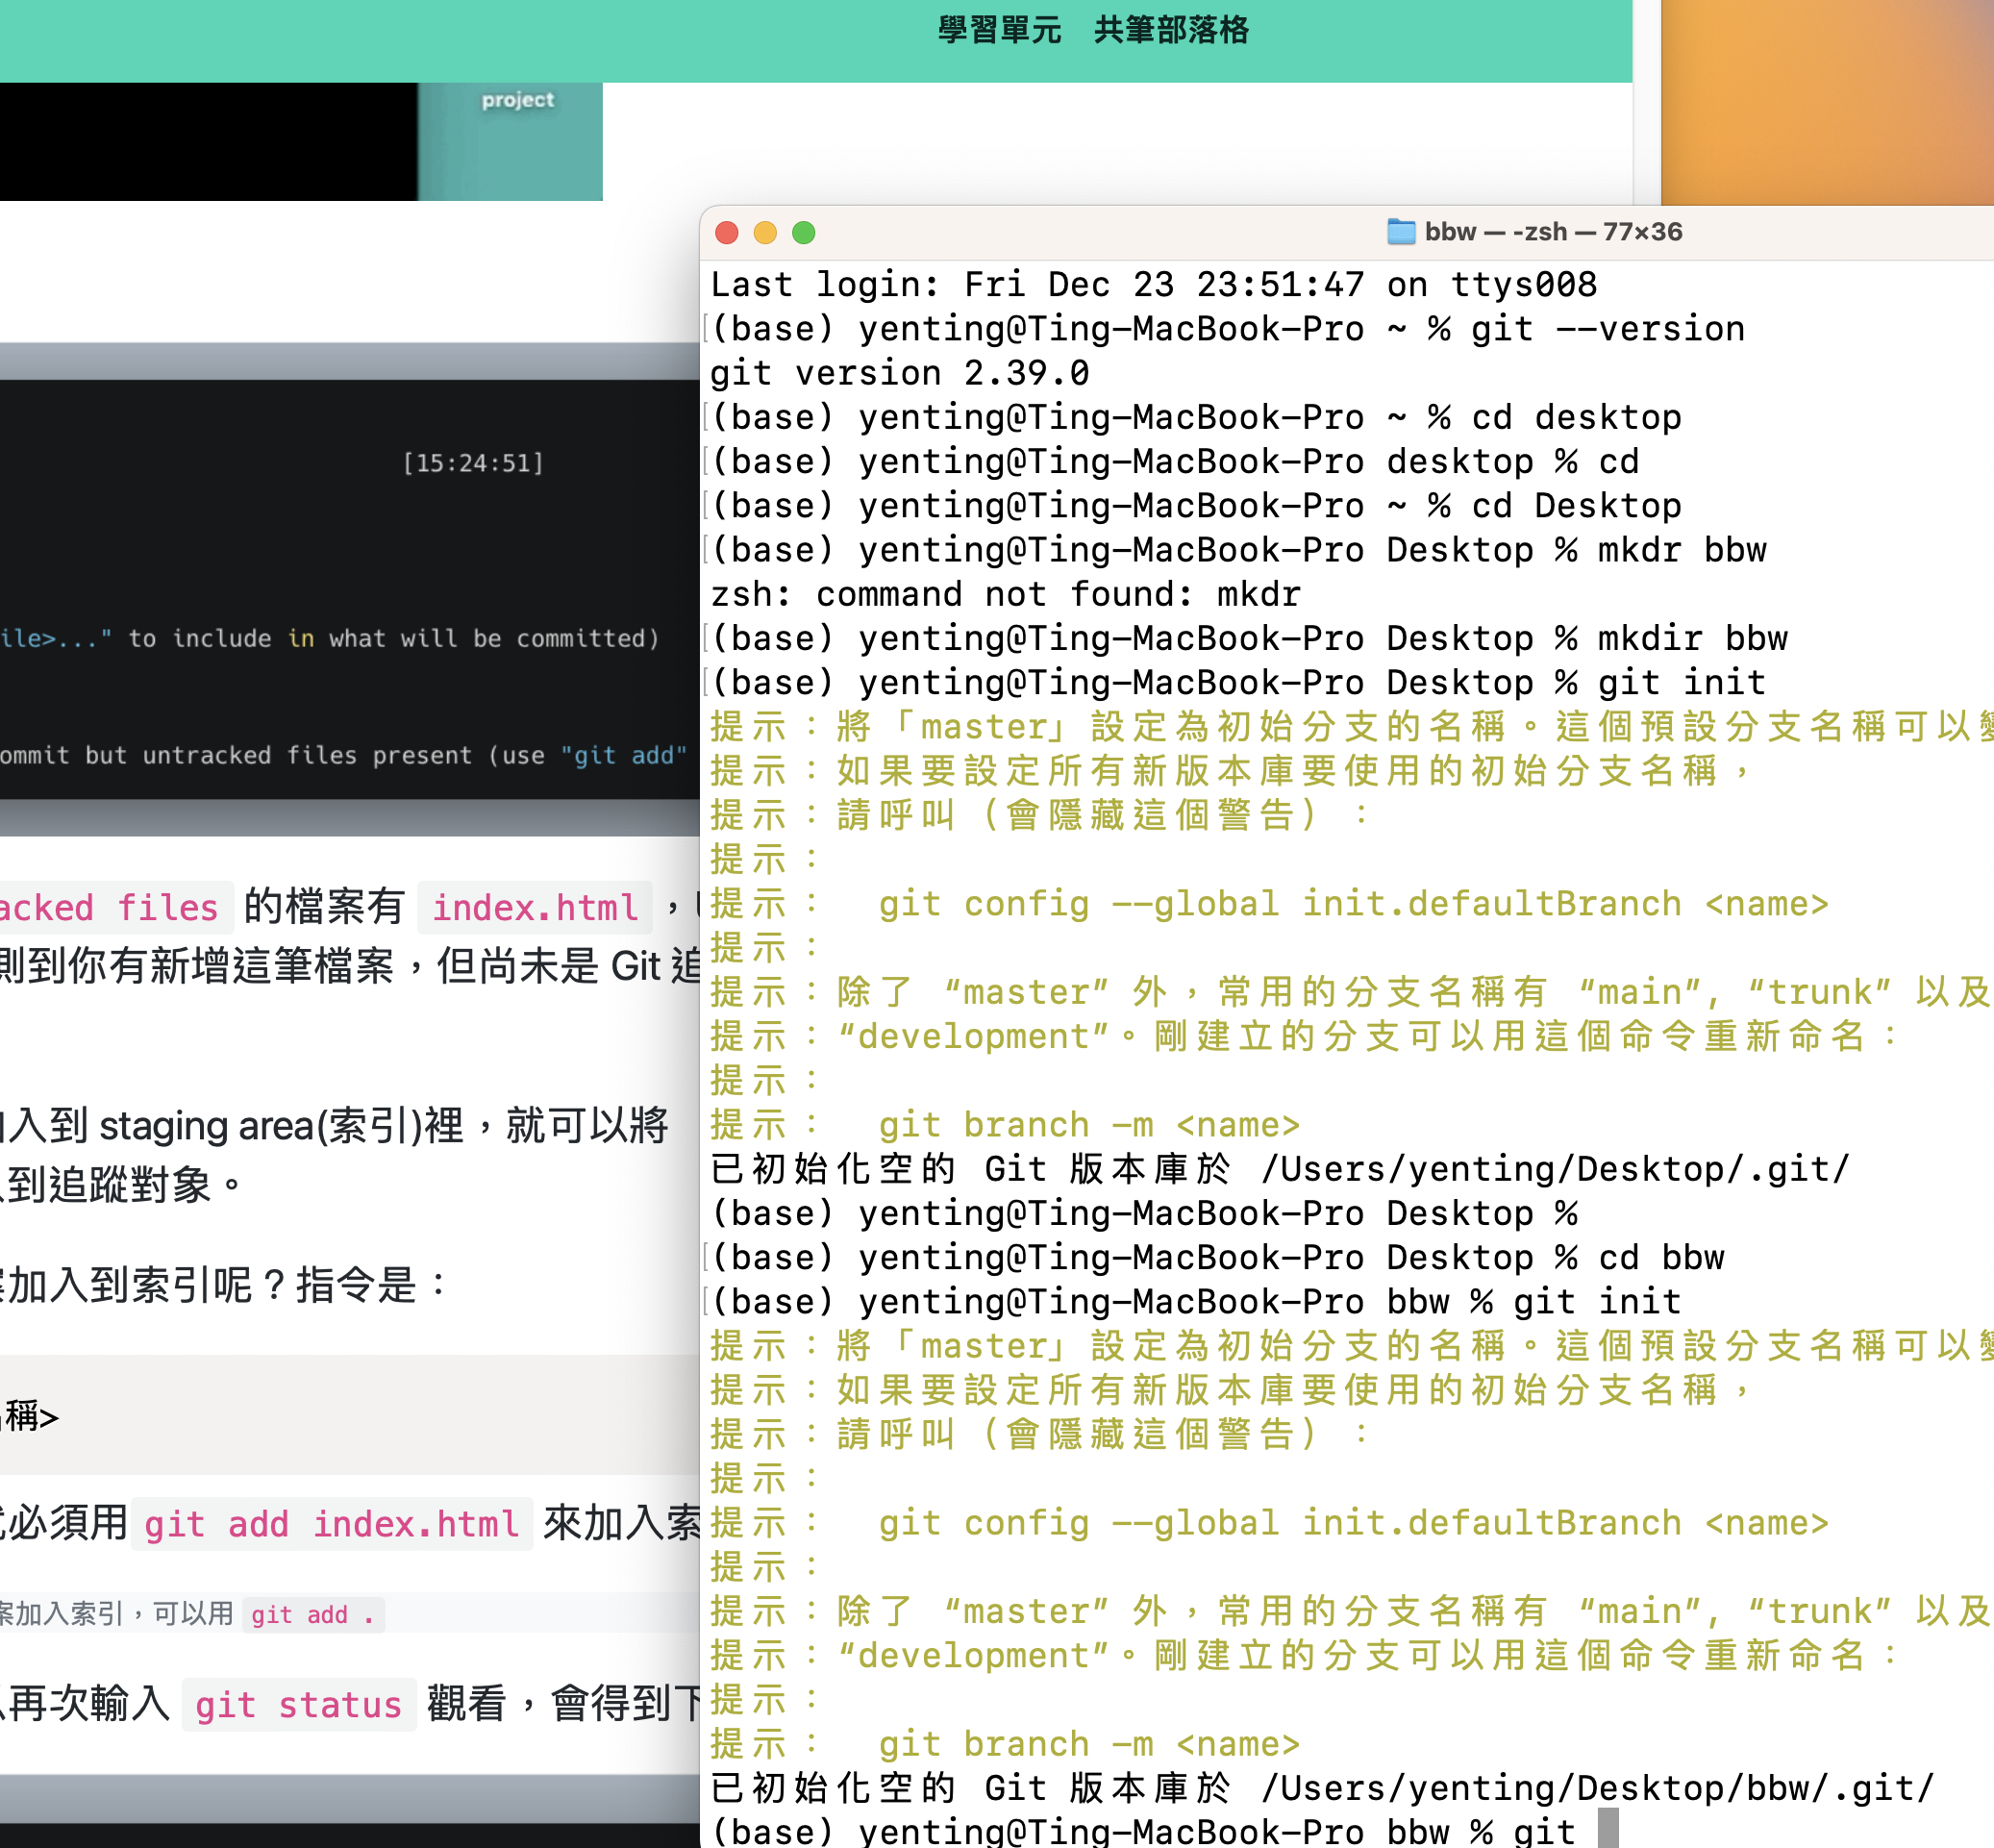 學習單元 共筆部落格
project
[15:24:51]
ile>..." to include in what will be committed)
ommit but untracked files present (use "git add"
acked files 的檔案有 index.html，
測到你有新增這筆檔案，但尚未是 Git 追
加入到 staging area(索引)裡，就可以將
到追蹤對象。
案加入到索引呢？指令是：
名稱>
必須用 git add index.html 來加入索
案加入索引，可以用 git add .
再次輸入 git status 觀看，會得到下
bbw — -zsh — 77×36
Last login: Fri Dec 23 23:51:47 on ttys008
(base) yenting@Ting-MacBook-Pro ~ % git --version
git version 2.39.0
(base) yenting@Ting-MacBook-Pro ~ % cd desktop
(base) yenting@Ting-MacBook-Pro desktop % cd
(base) yenting@Ting-MacBook-Pro ~ % cd Desktop
(base) yenting@Ting-MacBook-Pro Desktop % mkdr bbw
zsh: command not found: mkdr
(base) yenting@Ting-MacBook-Pro Desktop % mkdir bbw
(base) yenting@Ting-MacBook-Pro Desktop % git init
提示：將「master」設定為初始分支的名稱。這個預設分支名稱可以變
提示：如果要設定所有新版本庫要使用的初始分支名稱，
提示：請呼叫（會隱藏這個警告）：
提示：
提示：  git config --global init.defaultBranch <name>
提示：
提示：除了 “master” 外，常用的分支名稱有 “main”, “trunk” 以及
提示：“development”。剛建立的分支可以用這個命令重新命名：
提示：
提示：  git branch -m <name>
已初始化空的 Git 版本庫於 /Users/yenting/Desktop/.git/
(base) yenting@Ting-MacBook-Pro Desktop %
(base) yenting@Ting-MacBook-Pro Desktop % cd bbw
(base) yenting@Ting-MacBook-Pro bbw % git init
提示：將「master」設定為初始分支的名稱。這個預設分支名稱可以變
提示：如果要設定所有新版本庫要使用的初始分支名稱，
提示：請呼叫（會隱藏這個警告）：
提示：
提示：  git config --global init.defaultBranch <name>
提示：
提示：除了 “master” 外，常用的分支名稱有 “main”, “trunk” 以及
提示：“development”。剛建立的分支可以用這個命令重新命名：
提示：
提示：  git branch -m <name>
已初始化空的 Git 版本庫於 /Users/yenting/Desktop/bbw/.git/
(base) yenting@Ting-MacBook-Pro bbw % git